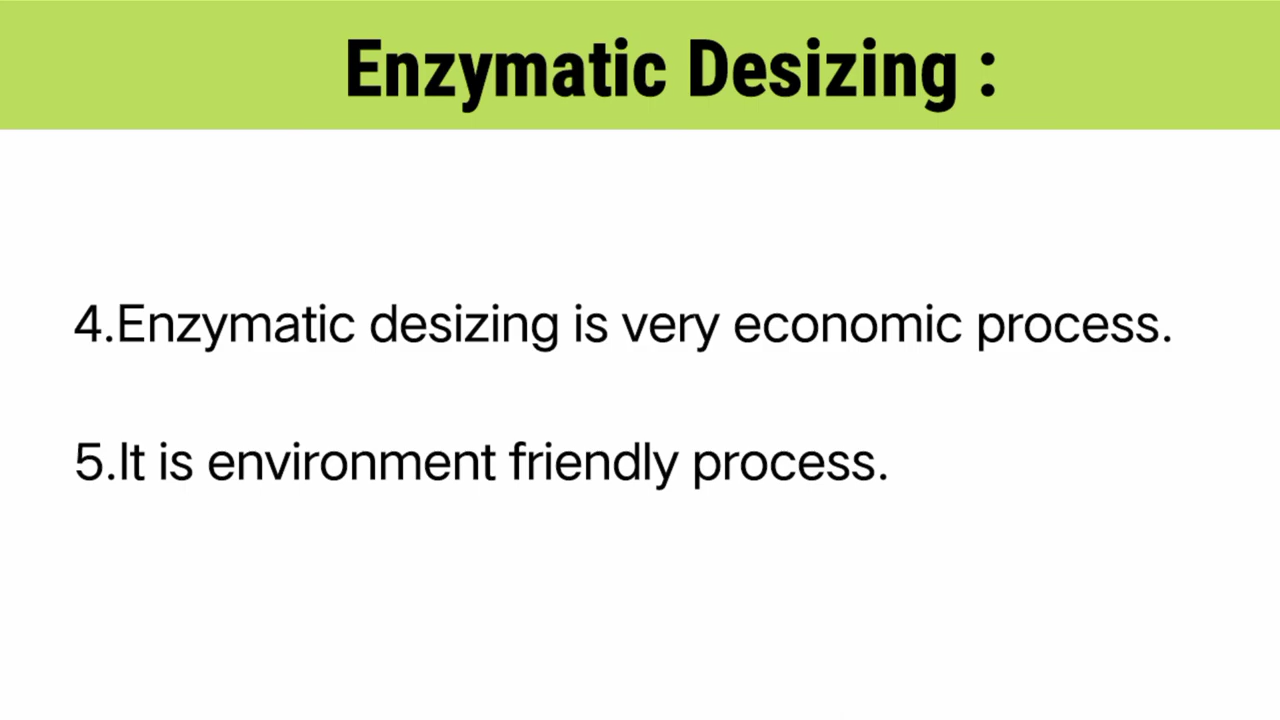 Enzymatic Desizing :
4.Enzymatic desizing is very economic process.
5.It is environment friendly process.